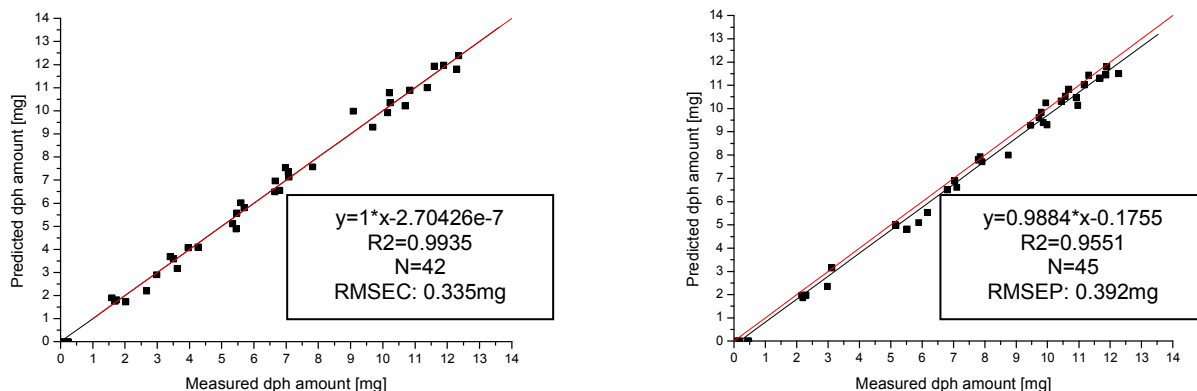 14
13
12
11
10
9
8
7
6
5
4
3
2
1
0
Predicted dph amount [mg]
y=1*x-2.70426e-7
R2=0.9935
N=42
RMSEC: 0.335mg
0 1 2 3 4 5 6 7 8 9 10 11 12 13 14
Measured dph amount [mg]
14
13
12
11
10
9
8
7
6
5
4
3
2
1
0
Predicted dph amount [mg]
y=0.9884*x-0.1755
R2=0.9551
N=45
RMSEP: 0.392mg
0 1 2 3 4 5 6 7 8 9 10 11 12 13 14
Measured dph amount [mg]